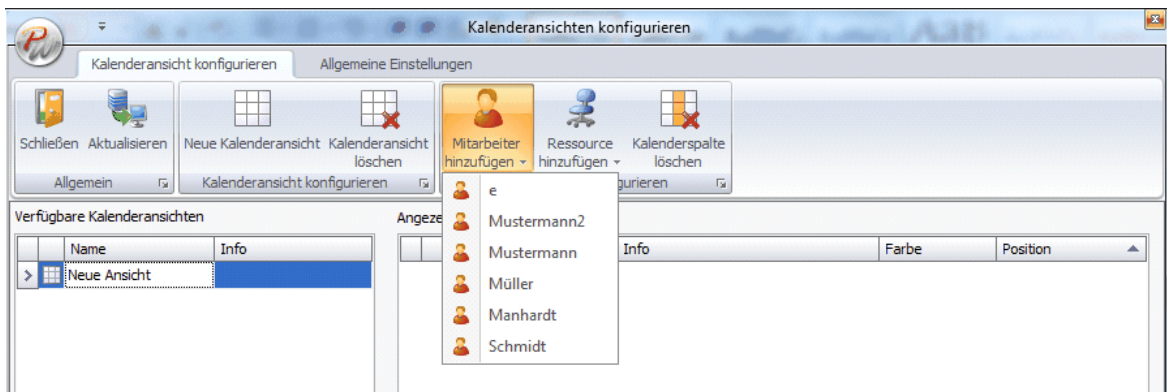 Kalenderansichten konfigurieren
Kalenderansicht konfigurieren Allgemeine Einstellungen
Schließen Aktualisieren Neue Kalenderansicht Kalenderansicht löschen Mitarbeiter hinzufügen Ressource hinzufügen Kalenderspalte löschen
Allgemein Kalenderansicht konfigurieren gurieren
e
Mustermann2
Mustermann
Müller
Manhardt
Schmidt
Verfügbare Kalenderansichten Angeze
Name Info Info Farbe Position
Neue Ansicht